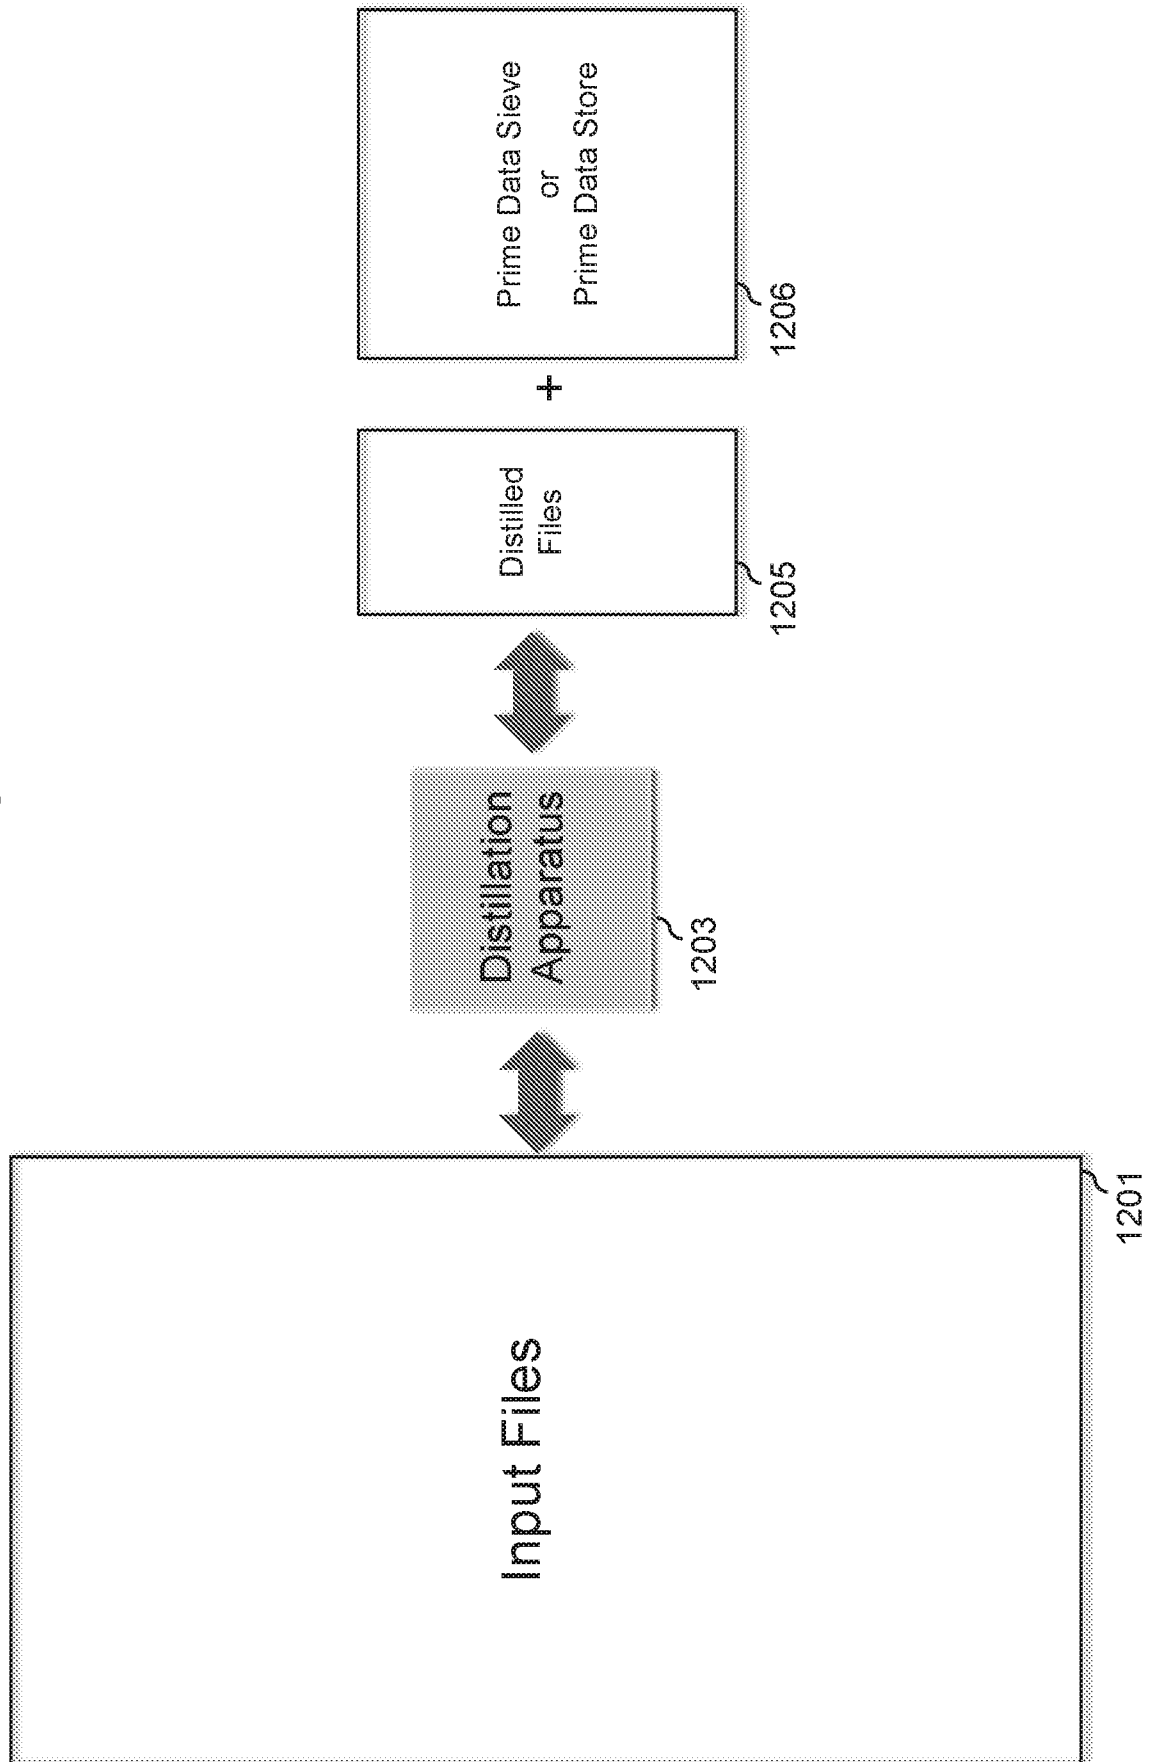 Input Files
1201
Distillation
Apparatus
1203
Distilled
Files
1205
+
Prime Data Sieve
or
Prime Data Store
1206